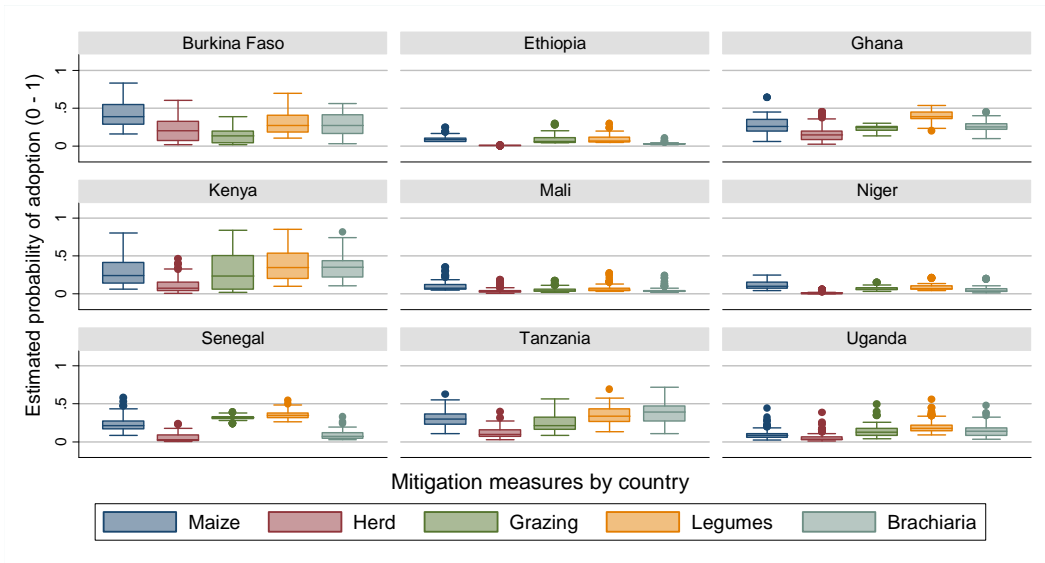 Estimated probability of adoption (0 - 1)
Burkina Faso Ethiopia Ghana
1
.5
0
Kenya Mali Niger
1
.5
0
Senegal Tanzania Uganda
1
.5
0
Mitigation measures by country
Maize Herd Grazing Legumes Brachiaria